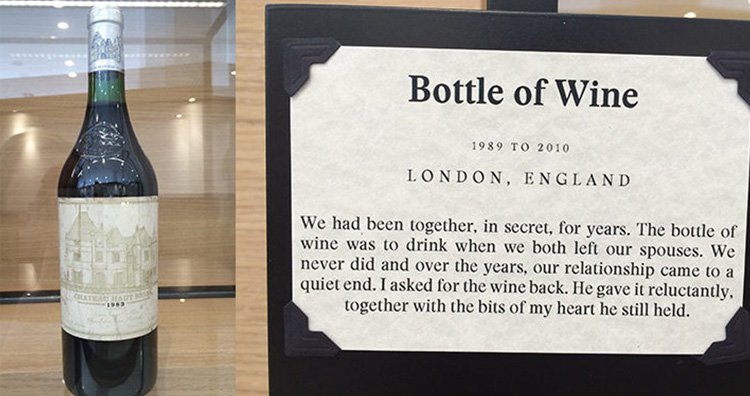 CHATEAU HAUT
1983
Bottle of Wine
1989 TO 2010
LONDON, ENGLAND
We had been together, in secret, for years. The bottle of
wine was to drink when we both left our spouses. We
never did and over the years, our relationship came to a
quiet end. I asked for the wine back. He gave it reluctantly,
together with the bits of my heart he still held.